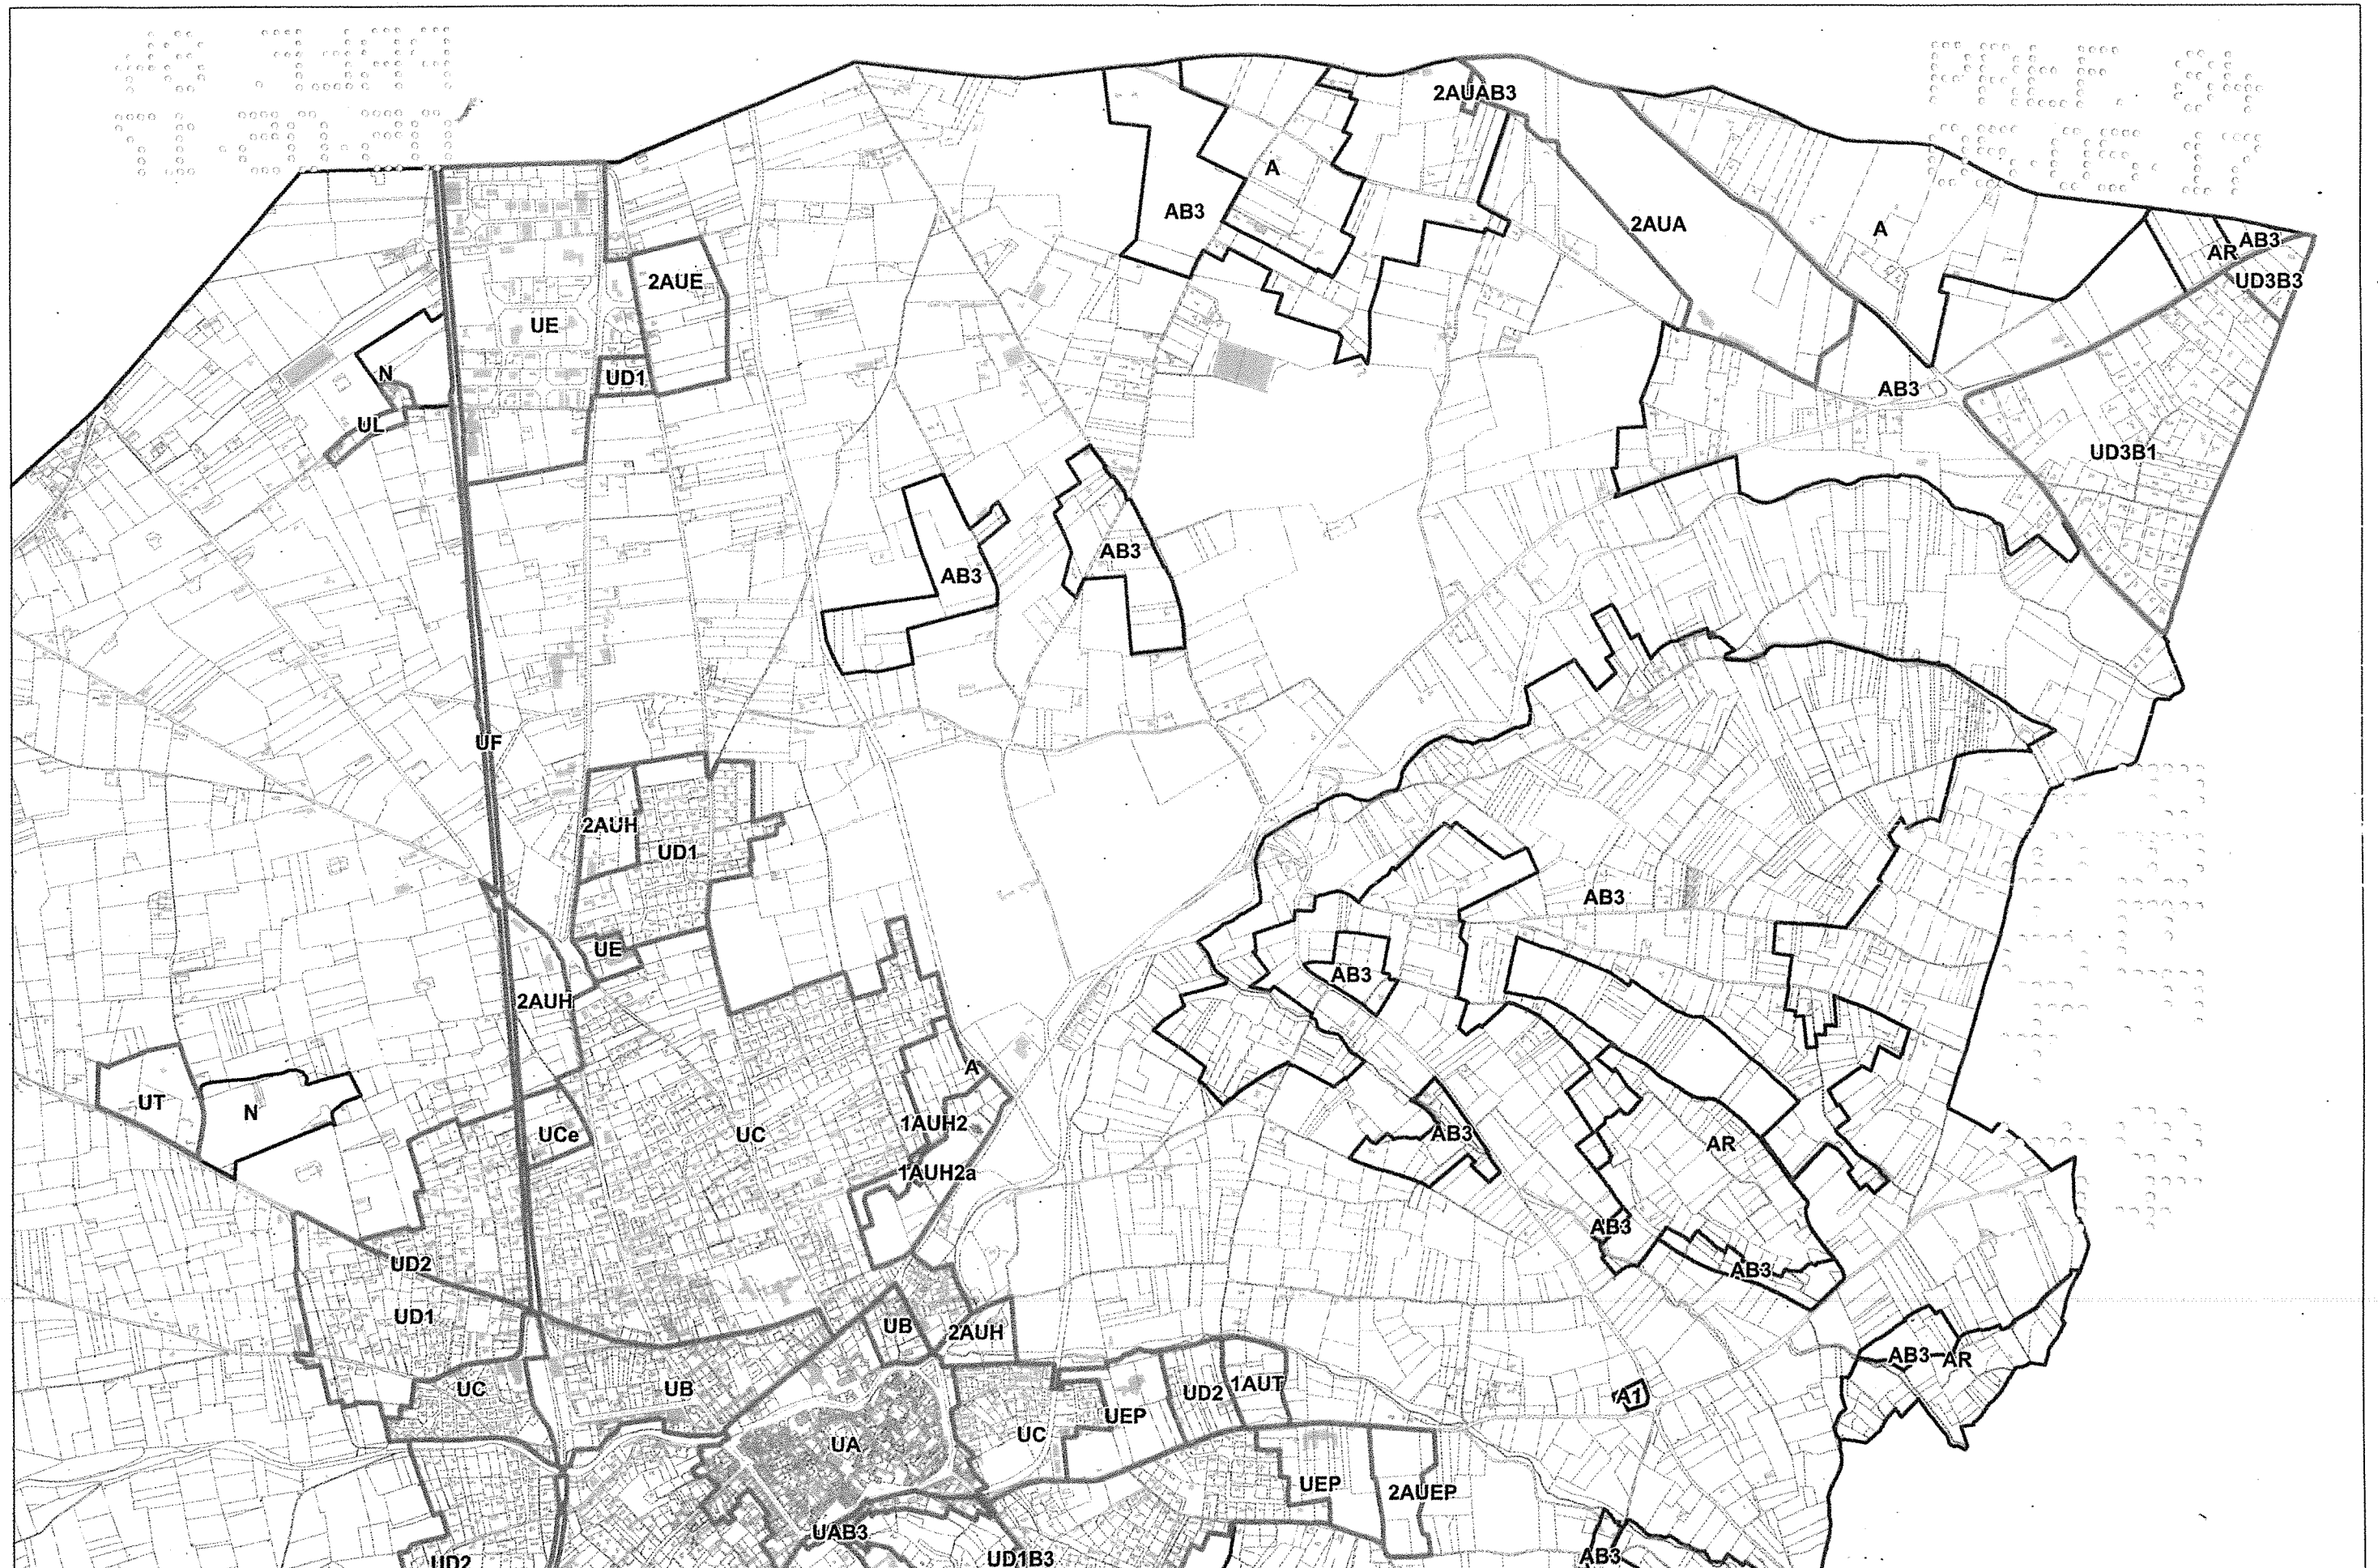 2AUAB3
A
AB3
2AUA
A
AB3
AR
UD3B3
2AUE
UE
N
UD1
UL
AB3
UD3B1
AB3
AB3
UF
2AUH
UD1
AB3
UE
AB3
2AUH
A
UT
N
1AUH2
UC
UCe
AB3
AR
1AUH2a
AB3
UD2
AB3
UD1
UB
2AUH
AB3
AR
UC
UB
UD2
1AUT
A1
UEP
UC
UA
UEP
2AUEP
UAB3
UD2
UD1B3
AB3